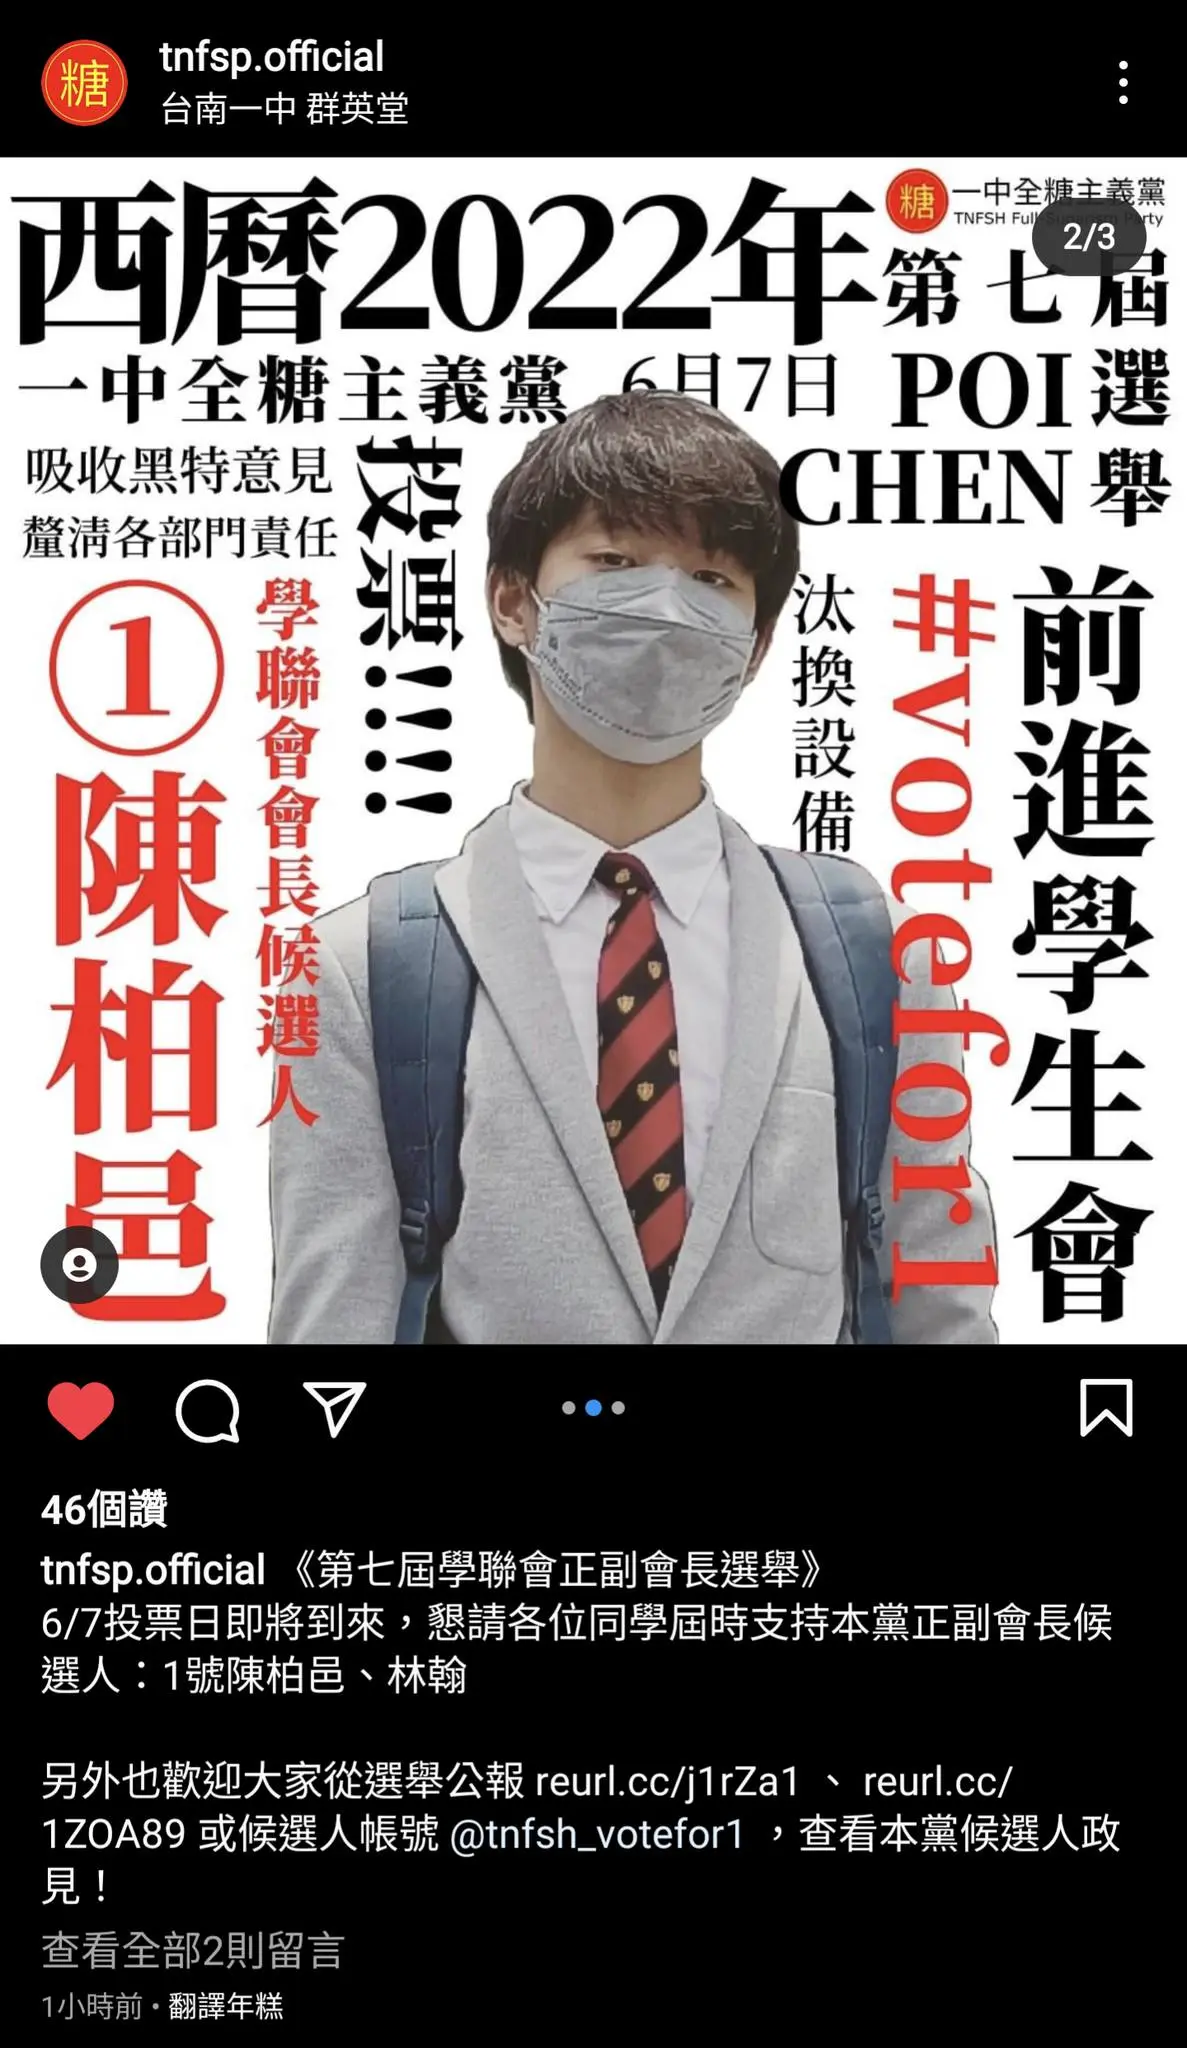 糖
tnfsp.official
台南一中 群英堂
西曆2022年
糖 一中全糖主義黨
TNFSH Full
rty
2/3
第七屆選舉
一中全糖主義黨
6月7日
POI
CHEN
吸收黑特意見
釐清各部門責任
投票!!!!
①陳柏邑
學聯會會長候選人
汰換設備
#votefor1
前進學生會
46個讚
tnfsp.official 《第七屆學聯會正副會長選舉》
6/7投票日即將到來，懇請各位同學屆時支持本黨正副會長候
選人：1號陳柏邑、林翰
另外也歡迎大家從選舉公報 reurl.cc/j1rZa1 、 reurl.cc/
1ZOA89 或候選人帳號 @tnfsh_votefor1 ，查看本黨候選人政
見！
查看全部2則留言
1小時前 • 翻譯年糕